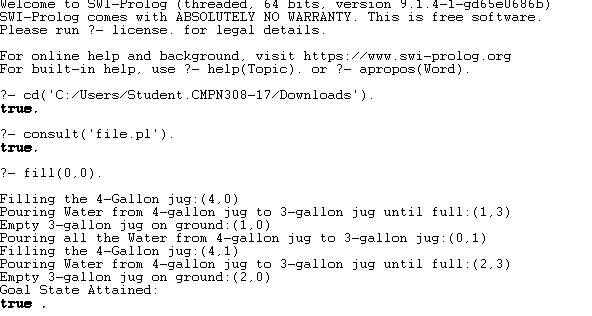 Welcome to SWI-Prolog (threaded, 64 bits, version 9.1.4-1-gd65e0686b)
SWI-Prolog comes with ABSOLUTELY NO WARRANTY. This is free software.
Please run ?- license. for legal details.
For online help and background, visit https://www.swi-prolog.org
For built-in help, use ?- help(Topic). or ?- apropos(Word).
?- cd('C:/Users/Student.CMPN308-17/Downloads').
true.
?- consult('file.pl').
true.
?- fill(0,0).
Filling the 4-Gallon jug:(4,0)
Pouring Water from 4-gallon jug to 3-gallon jug until full:(1,3)
Empty 3-gallon jug on ground:(1,0)
Pouring all the Water from 4-gallon jug to 3-gallon jug:(0,1)
Filling the 4-Gallon jug:(4,1)
Pouring Water from 4-gallon jug to 3-gallon jug until full:(2,3)
Empty 3-gallon jug on ground:(2,0)
Goal State Attained:
true .